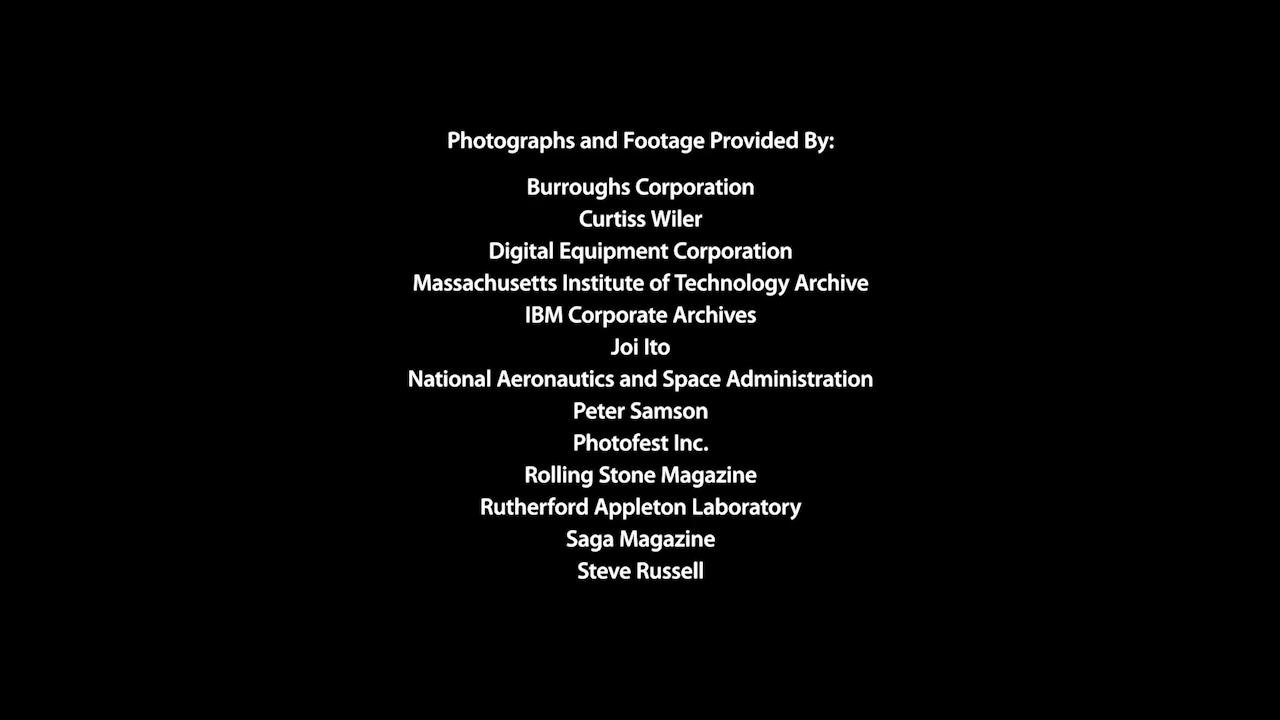 Photographs and Footage Provided By:
Burroughs Corporation
Curtiss Wiler
Digital Equipment Corporation
Massachusetts Institute of Technology Archive
IBM Corporate Archives
Joi Ito
National Aeronautics and Space Administration
Peter Samson
Photofest Inc.
Rolling Stone Magazine
Rutherford Appleton Laboratory
Saga Magazine
Steve Russell